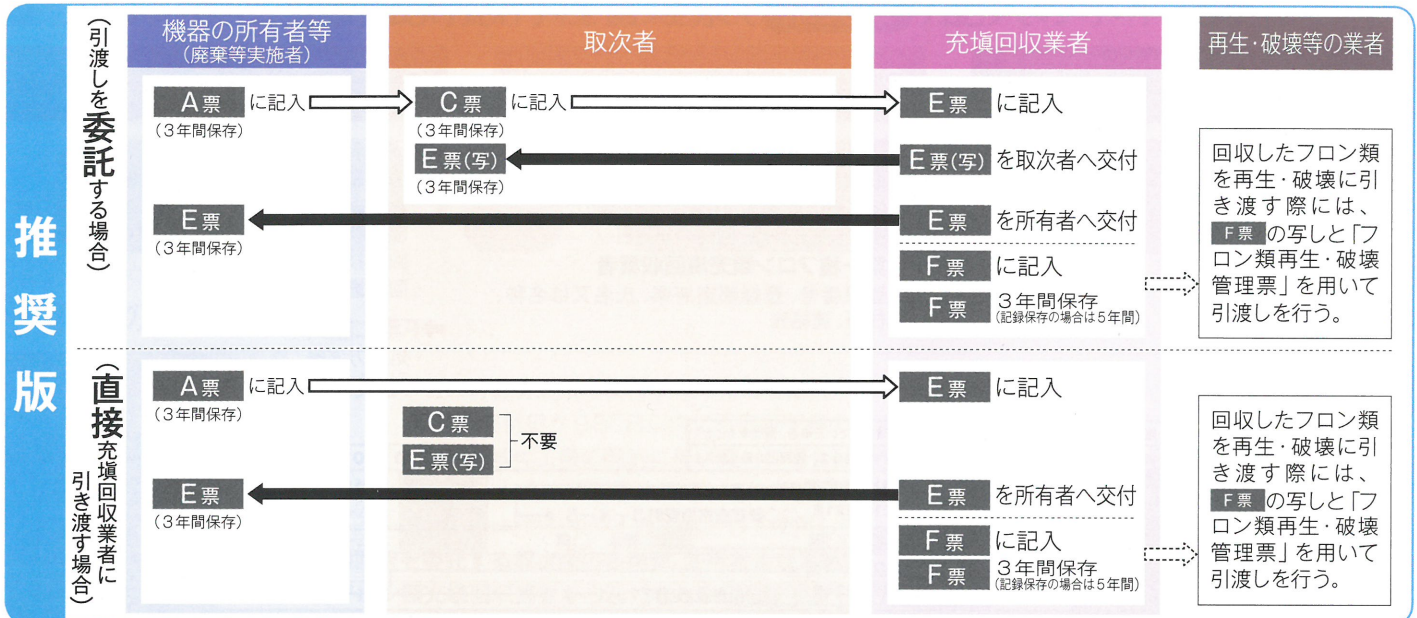 推奨版
機器の所有者等
(廃棄等実施者)
取次者
充塡回収業者
再生・破壊等の業者
(引渡しを委託する場合)
A票 に記入
(3年間保存)
C票 に記入
(3年間保存)
E票 に記入
E票(写)
(3年間保存)
E票(写) を取次者へ交付
E票
(3年間保存)
E票 を所有者へ交付
F票 に記入
F票 3年間保存
(記録保存の場合は5年間)
回収したフロン類
を再生・破壊に引
き渡す際には、
F票 の写しと「フ
ロン類再生・破壊
管理票」を用いて
引渡しを行う。
(直接充塡回収業者に
引き渡す場合)
A票 に記入
(3年間保存)
E票 に記入
C票
E票(写)
不要
E票
(3年間保存)
E票 を所有者へ交付
F票 に記入
F票 3年間保存
(記録保存の場合は5年間)
回収したフロン類
を再生・破壊に引
き渡す際には、
F票 の写しと「フ
ロン類再生・破壊
管理票」を用いて
引渡しを行う。